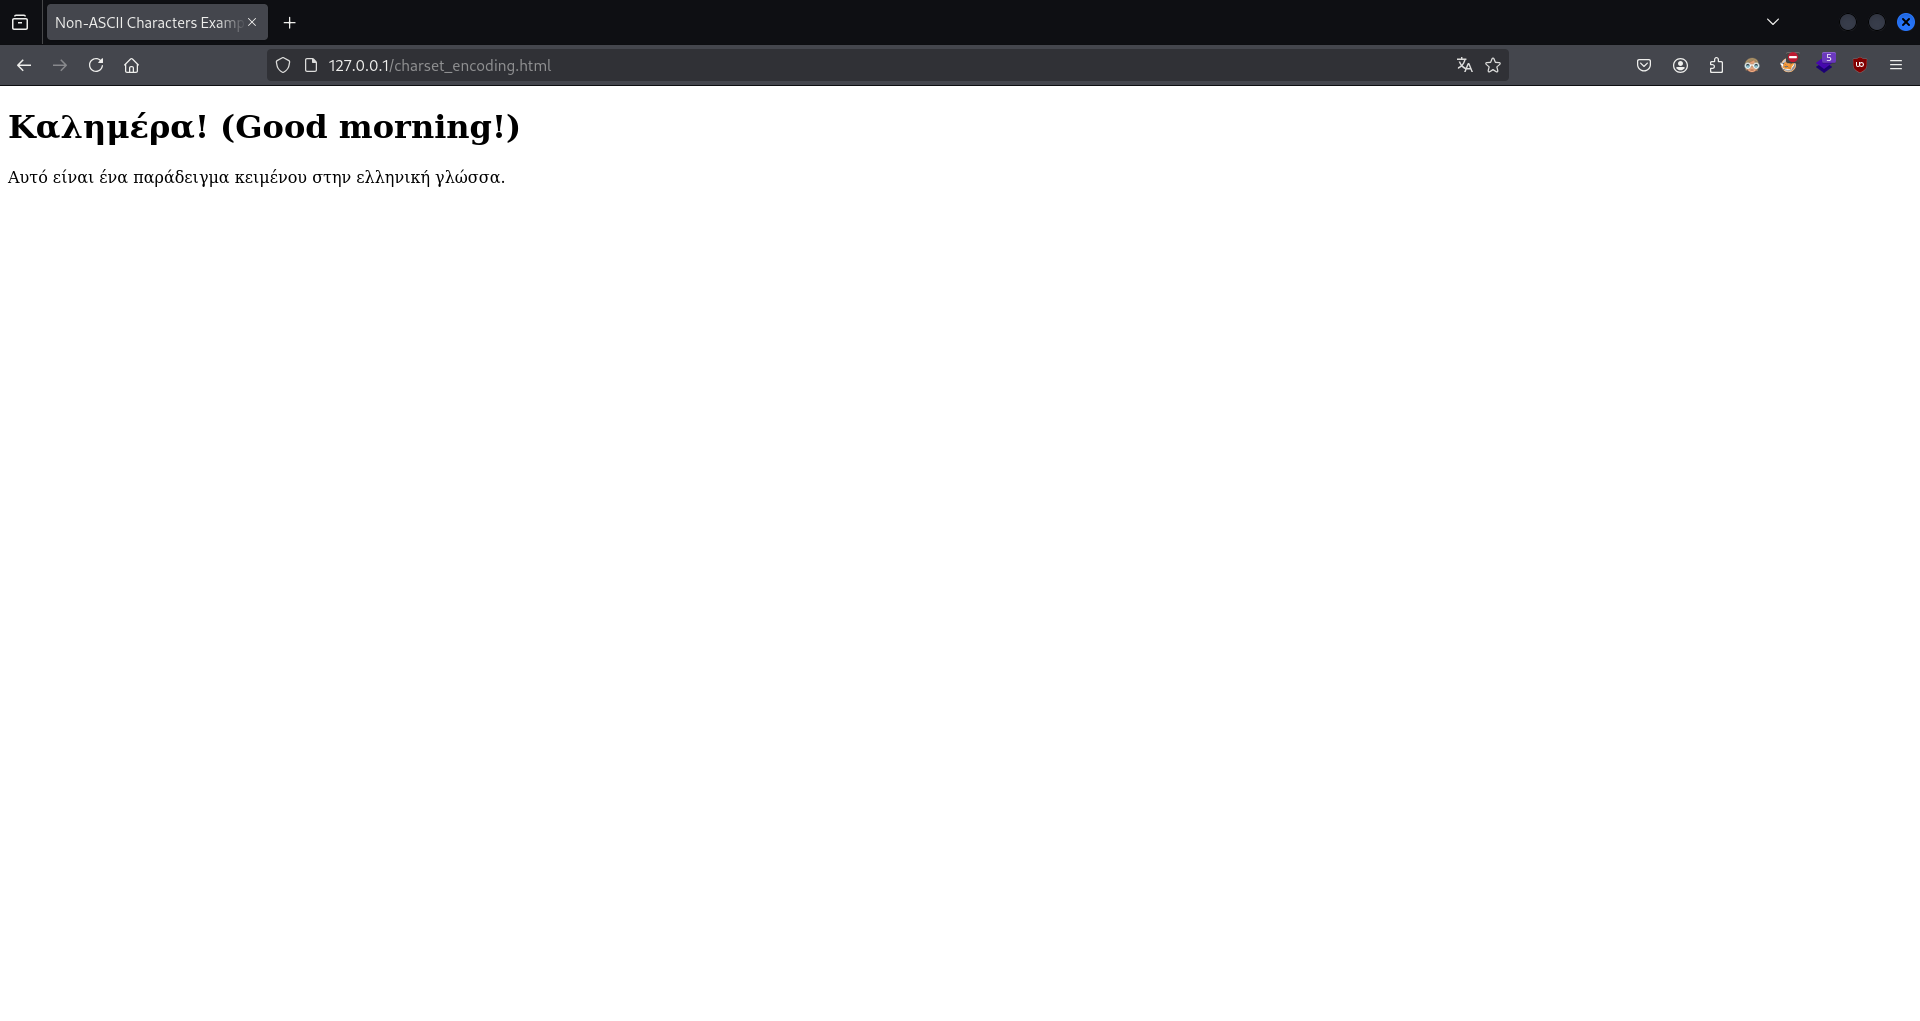 Non-ASCII Characters Examp
127.0.0.1/charset_encoding.html
5
Καλημέρα! (Good morning!)
Αυτό είναι ένα παράδειγμα κειμένου στην ελληνική γλώσσα.